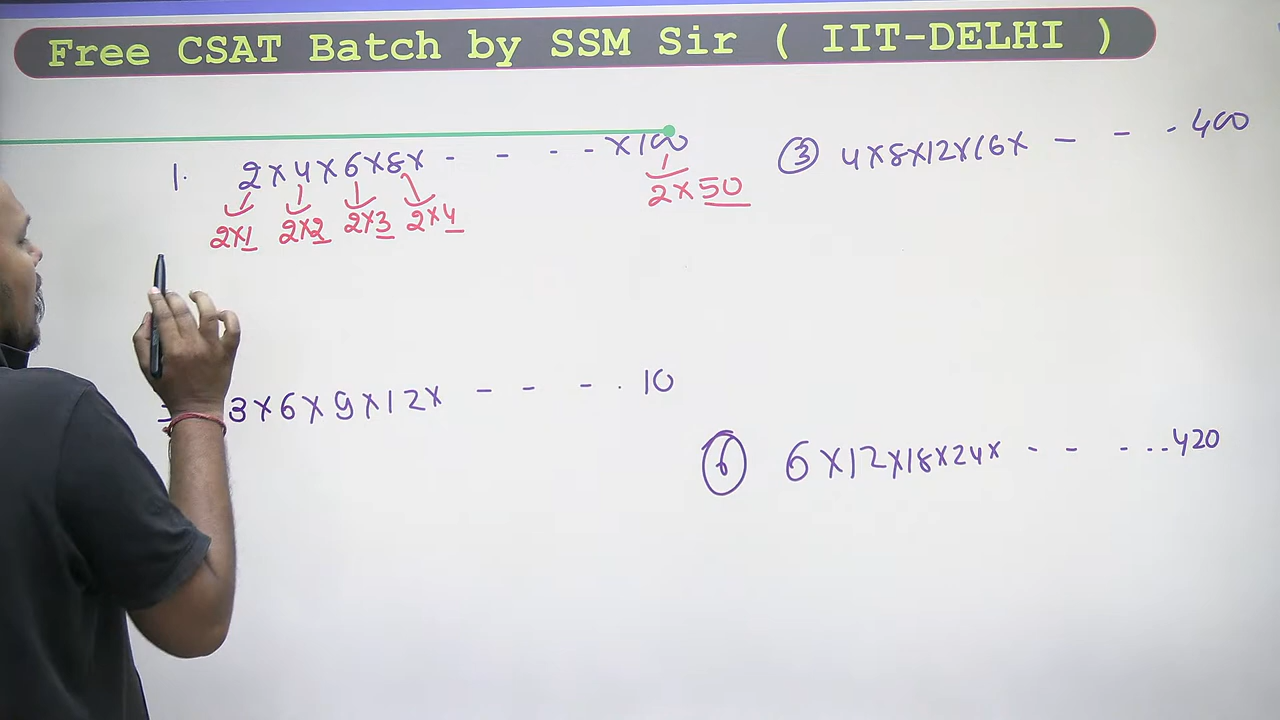 Free CSAT Batch by SSM Sir ( IIT-DELHI )
1. 2×4×6×8× - - - - ×100
2×1 2×2 2×3 2×4 2×50
③ 4×8×12×16× - - - 400
3×6×9×12× - - - . 10
⑥ 6×12×18×24× - - - .. 420